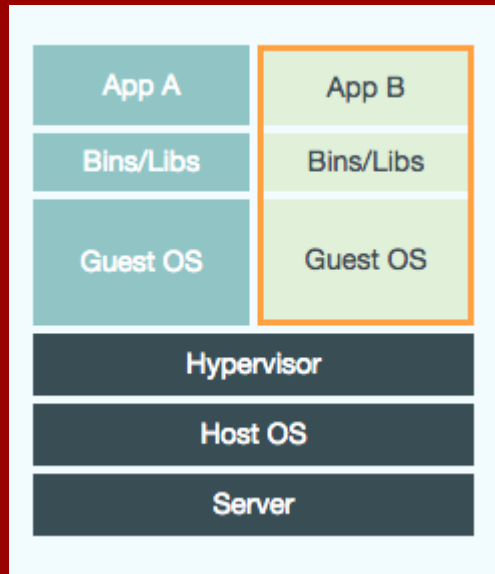 App A
App B
Bins/Libs
Bins/Libs
Guest OS
Guest OS
Hypervisor
Host OS
Server